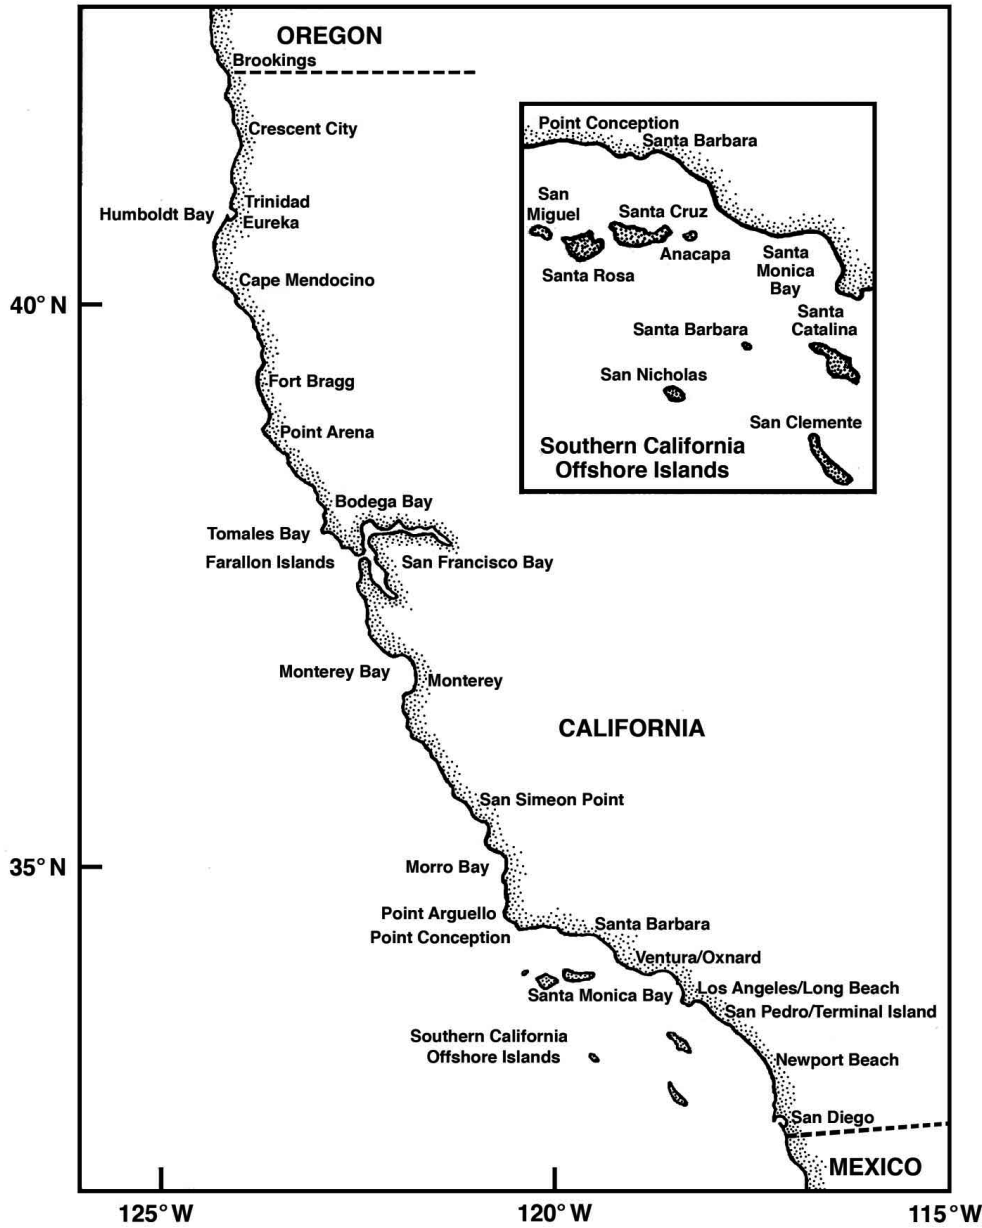 OREGON
Brookings
Crescent City
Trinidad
Humboldt Bay
Eureka
Cape Mendocino
40° N
Fort Bragg
Point Arena
Bodega Bay
Tomales Bay
Farallon Islands
San Francisco Bay
Monterey Bay
Monterey
CALIFORNIA
San Simeon Point
35° N
Morro Bay
Point Arguello
Point Conception
Santa Barbara
Ventura/Oxnard
Santa Monica Bay
Los Angeles/Long Beach
San Pedro/Terminal Island
Southern California
Offshore Islands
Newport Beach
San Diego
MEXICO
125° W
120° W
115° W
Point Conception
Santa Barbara
San
Miguel
Santa Cruz
Anacapa
Santa Rosa
Santa
Monica
Bay
Santa
Catalina
Santa Barbara
San Nicholas
San Clemente
Southern California
Offshore Islands